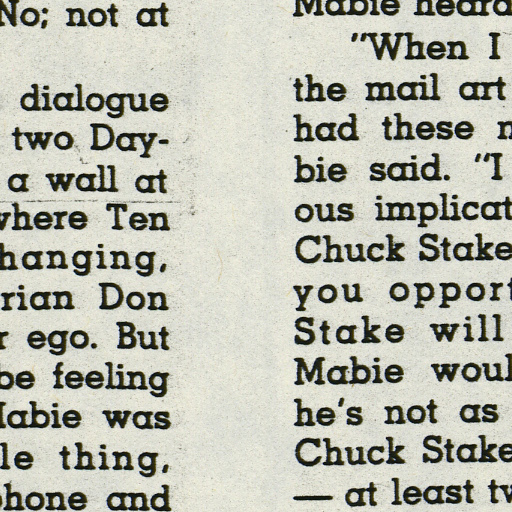 No; not at
dialogue
two Day-
a wall at
where Ten
hanging,
rian Don
r ego. But
be feeling
Mabie was
le thing,
phone and
Mabie heard
"When I
the mail art
had these
bie said. "I
ous implicat
Chuck Stake
you opport
Stake will
Mabie woul
he's not as
Chuck Stake
— at least tw